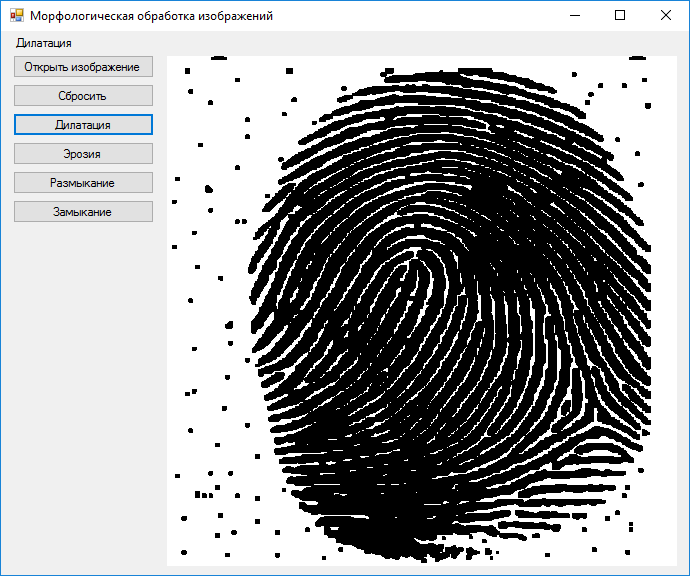 Морфологическая обработка изображений
Дилатация
Открыть изображение
Сбросить
Дилатация
Эрозия
Размыкание
Замыкание